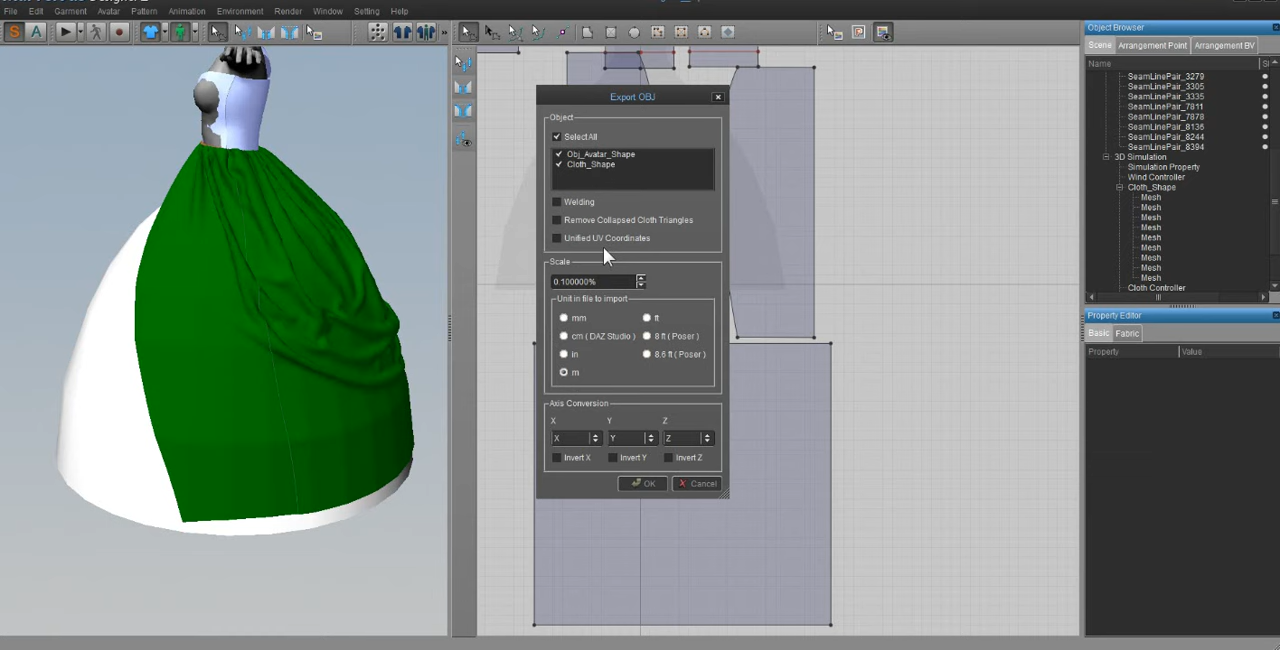 File Edit Garment Avatar Pattern Animation Environment Render Window Setting Help
S A
Export OBJ
Object
Select All
Obj_Avatar_Shape
Cloth_Shape
Welding
Remove Collapsed Cloth Triangles
Unified UV Coordinates
Scale
0.100000%
Unit in file to import
mm ft
cm ( DAZ Studio ) 8 ft ( Poser )
in 8.6 ft ( Poser )
m
Axis Conversion
X Y Z
X Y Z
Invert X Invert Y Invert Z
OK Cancel
Object Browser
Scene Arrangement Point Arrangement BV
Name
SeamLinePair_3279
SeamLinePair_3305
SeamLinePair_3335
SeamLinePair_7811
SeamLinePair_7878
SeamLinePair_8136
SeamLinePair_8244
SeamLinePair_8394
3D Simulation
Simulation Property
Wind Controller
Cloth_Shape
Mesh
Mesh
Mesh
Mesh
Mesh
Mesh
Mesh
Mesh
Cloth Controller
Property Editor
Basic Fabric
Property Value